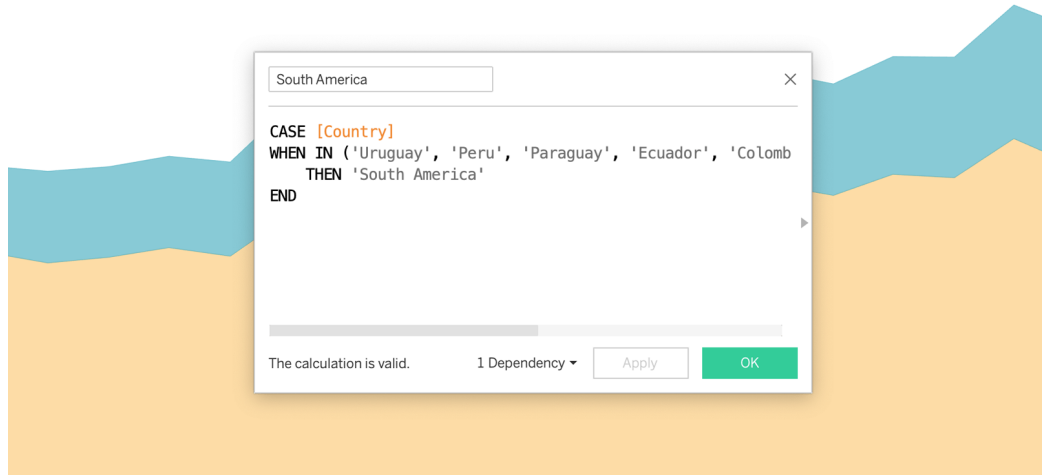 South America
CASE [Country]
WHEN IN ('Uruguay', 'Peru', 'Paraguay', 'Ecuador', 'Colomb
THEN 'South America'
END
The calculation is valid.
1 Dependency
Apply
OK